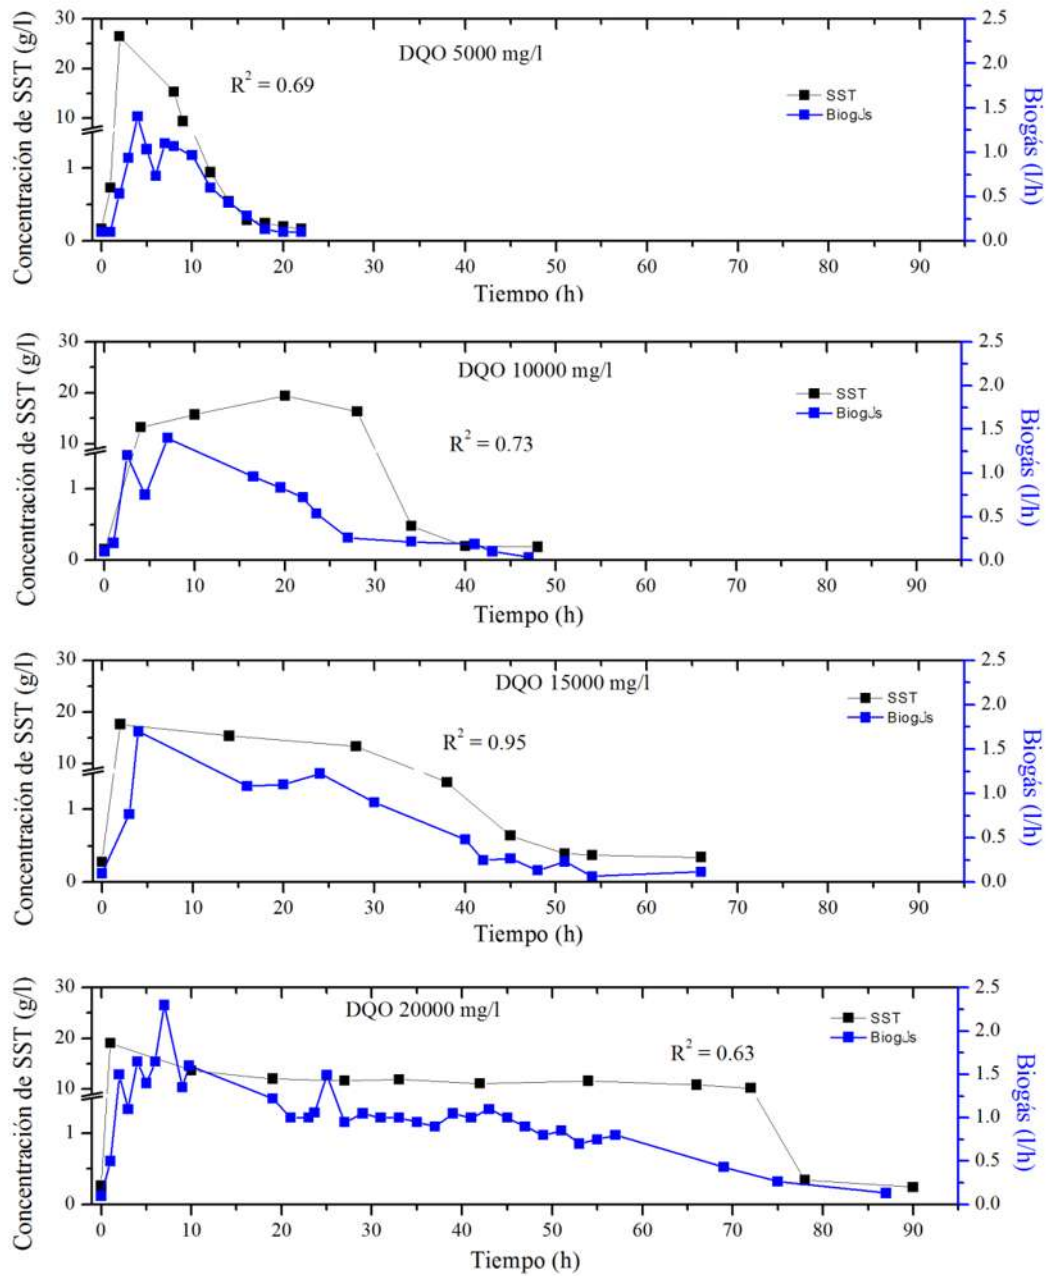 30
20
10
1
0
Concentración de SST (g/l)
DQO 5000 mg/l
R² = 0.69
SST
BiogJs
2.5
2.0
1.5
1.0
0.5
0.0
Biogás (l/h)
0 10 20 30 40 50 60 70 80 90
Tiempo (h)
30
20
10
1
0
Concentración de SST (g/l)
DQO 10000 mg/l
R² = 0.73
SST
BiogJs
2.5
2.0
1.5
1.0
0.5
0.0
Biogás (l/h)
0 10 20 30 40 50 60 70 80 90
Tiempo (h)
30
20
10
1
0
Concentración de SST (g/l)
DQO 15000 mg/l
R² = 0.95
SST
BiogJs
2.5
2.0
1.5
1.0
0.5
0.0
Biogás (l/h)
0 10 20 30 40 50 60 70 80 90
Tiempo (h)
30
20
10
1
0
Concentración de SST (g/l)
DQO 20000 mg/l
R² = 0.63
SST
BiogJs
2.5
2.0
1.5
1.0
0.5
0.0
Biogás (l/h)
0 10 20 30 40 50 60 70 80 90
Tiempo (h)